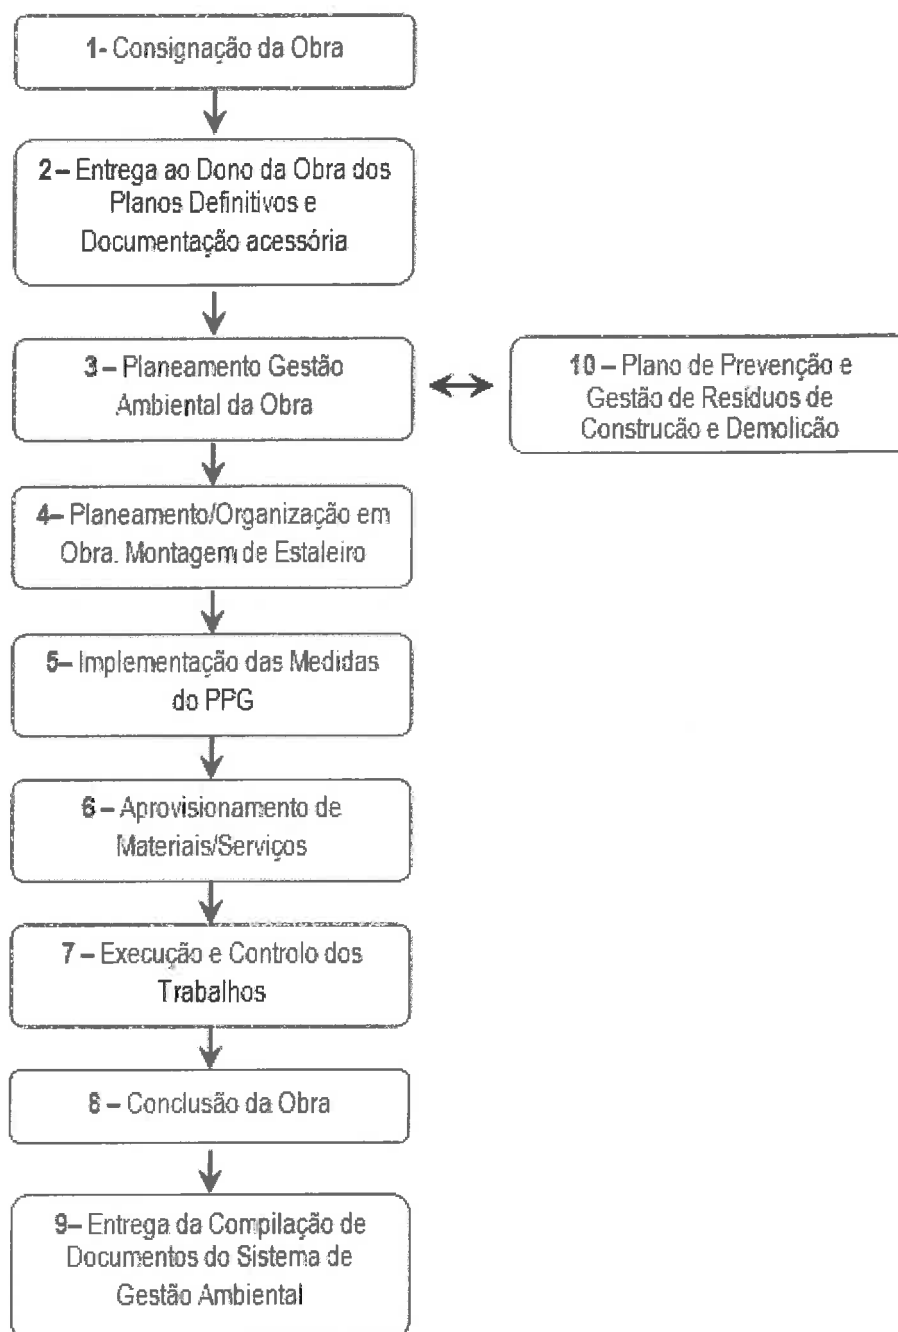 1- Consignação da Obra
2 – Entrega ao Dono da Obra dos
Planos Definitivos e
Documentação acessória
3 – Planeamento Gestão
Ambiental da Obra
10 – Plano de Prevenção e
Gestão de Resíduos de
Construcão e Demolicão
4– Planeamento/Organização em
Obra. Montagem de Estaleiro
5– Implementação das Medidas
do PPG
6 – Aprovisionamento de
Materiais/Serviços
7 – Execução e Controlo dos
Trabalhos
8 – Conclusão da Obra
9– Entrega da Compilação de
Documentos do Sistema de
Gestão Ambiental